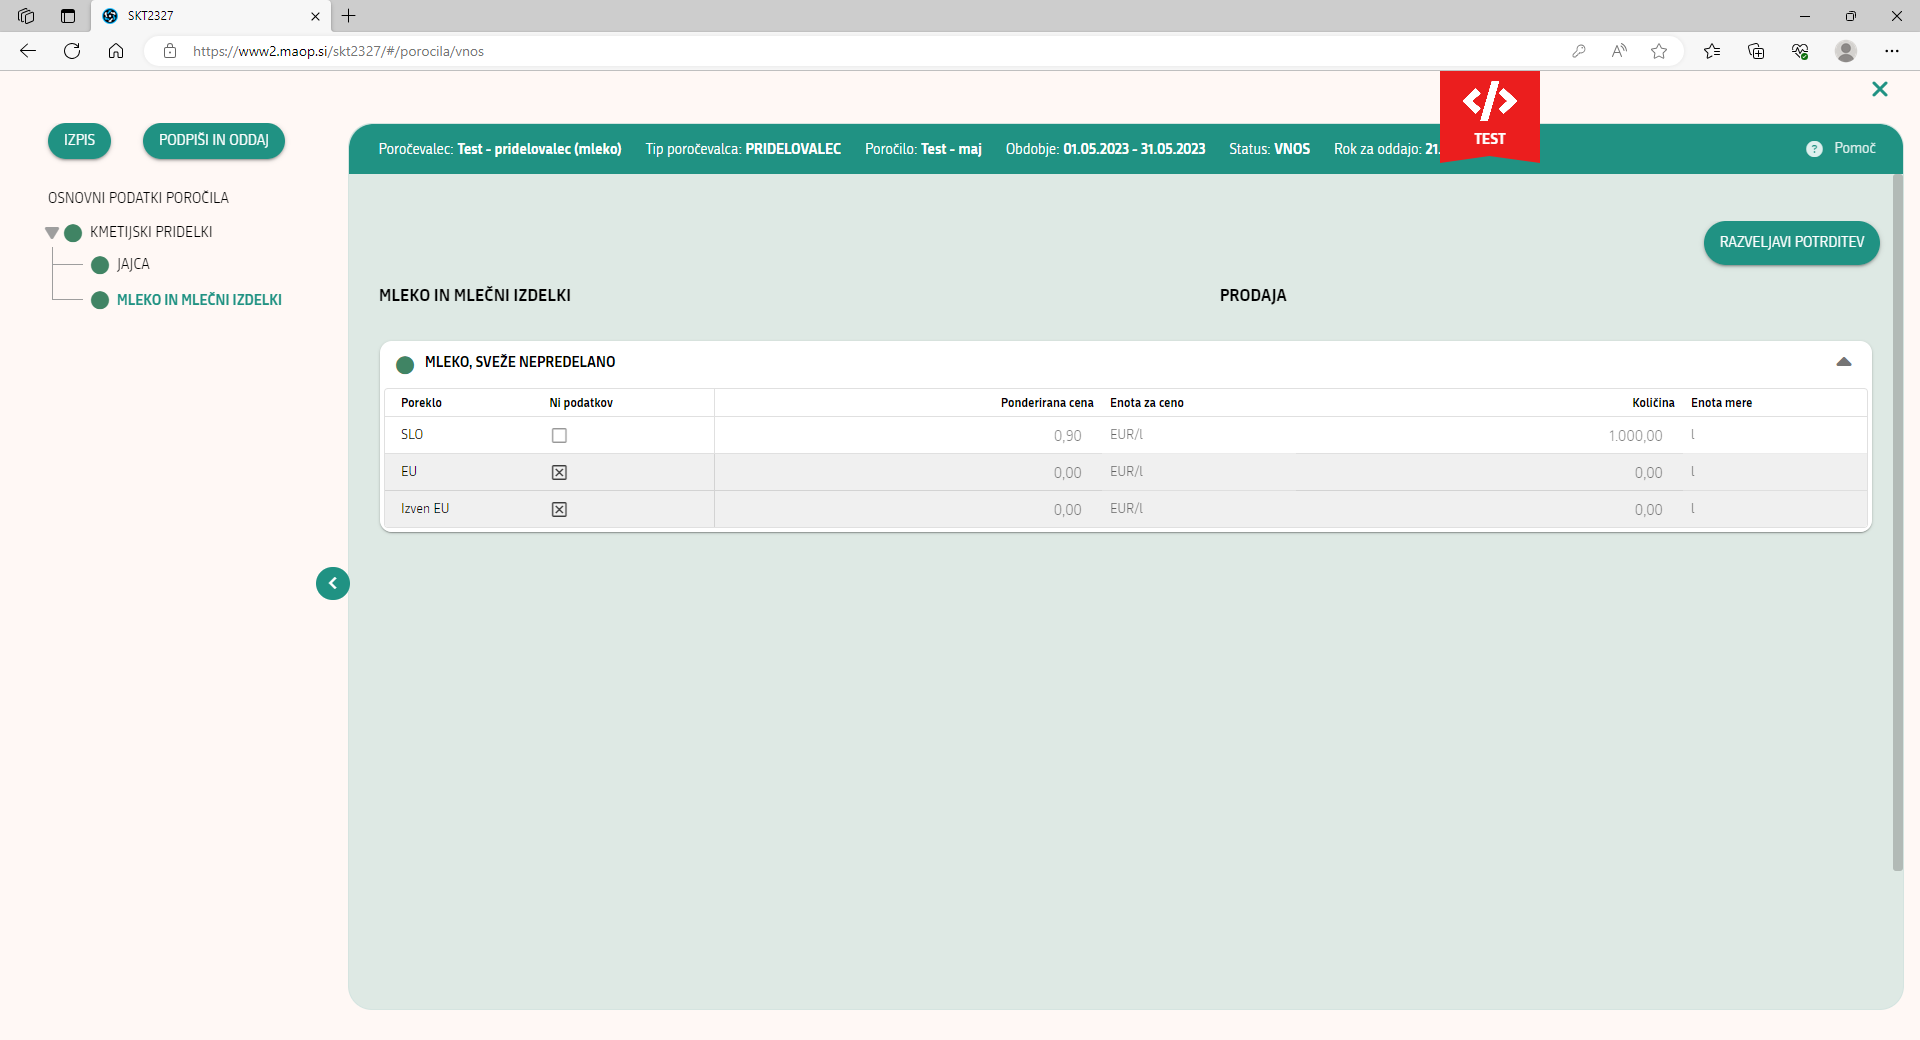 SKT2327
https://www2.maop.si/skt2327/#/porocila/vnos
TEST
IZPIS
PODPIŠI IN ODDAJ
Poročevalec: Test - pridelovalec (mleko) Tip poročevalca: PRIDELOVALEC Poročilo: Test - maj Obdobje: 01.05.2023 - 31.05.2023 Status: VNOS Rok za oddajo: 21.
? Pomoč
OSNOVNI PODATKI POROČILA
KMETIJSKI PRIDELKI
JAJCA
MLEKO IN MLEČNI IZDELKI
RAZVELJAVI POTRDITEV
MLEKO IN MLEČNI IZDELKI PRODAJA
MLEKO, SVEŽE NEPREDELANO
Poreklo Ni podatkov Ponderirana cena Enota za ceno Količina Enota mere
SLO 0,90 EUR/l 1.000,00 l
EU 0,00 EUR/l 0,00 l
Izven EU 0,00 EUR/l 0,00 l